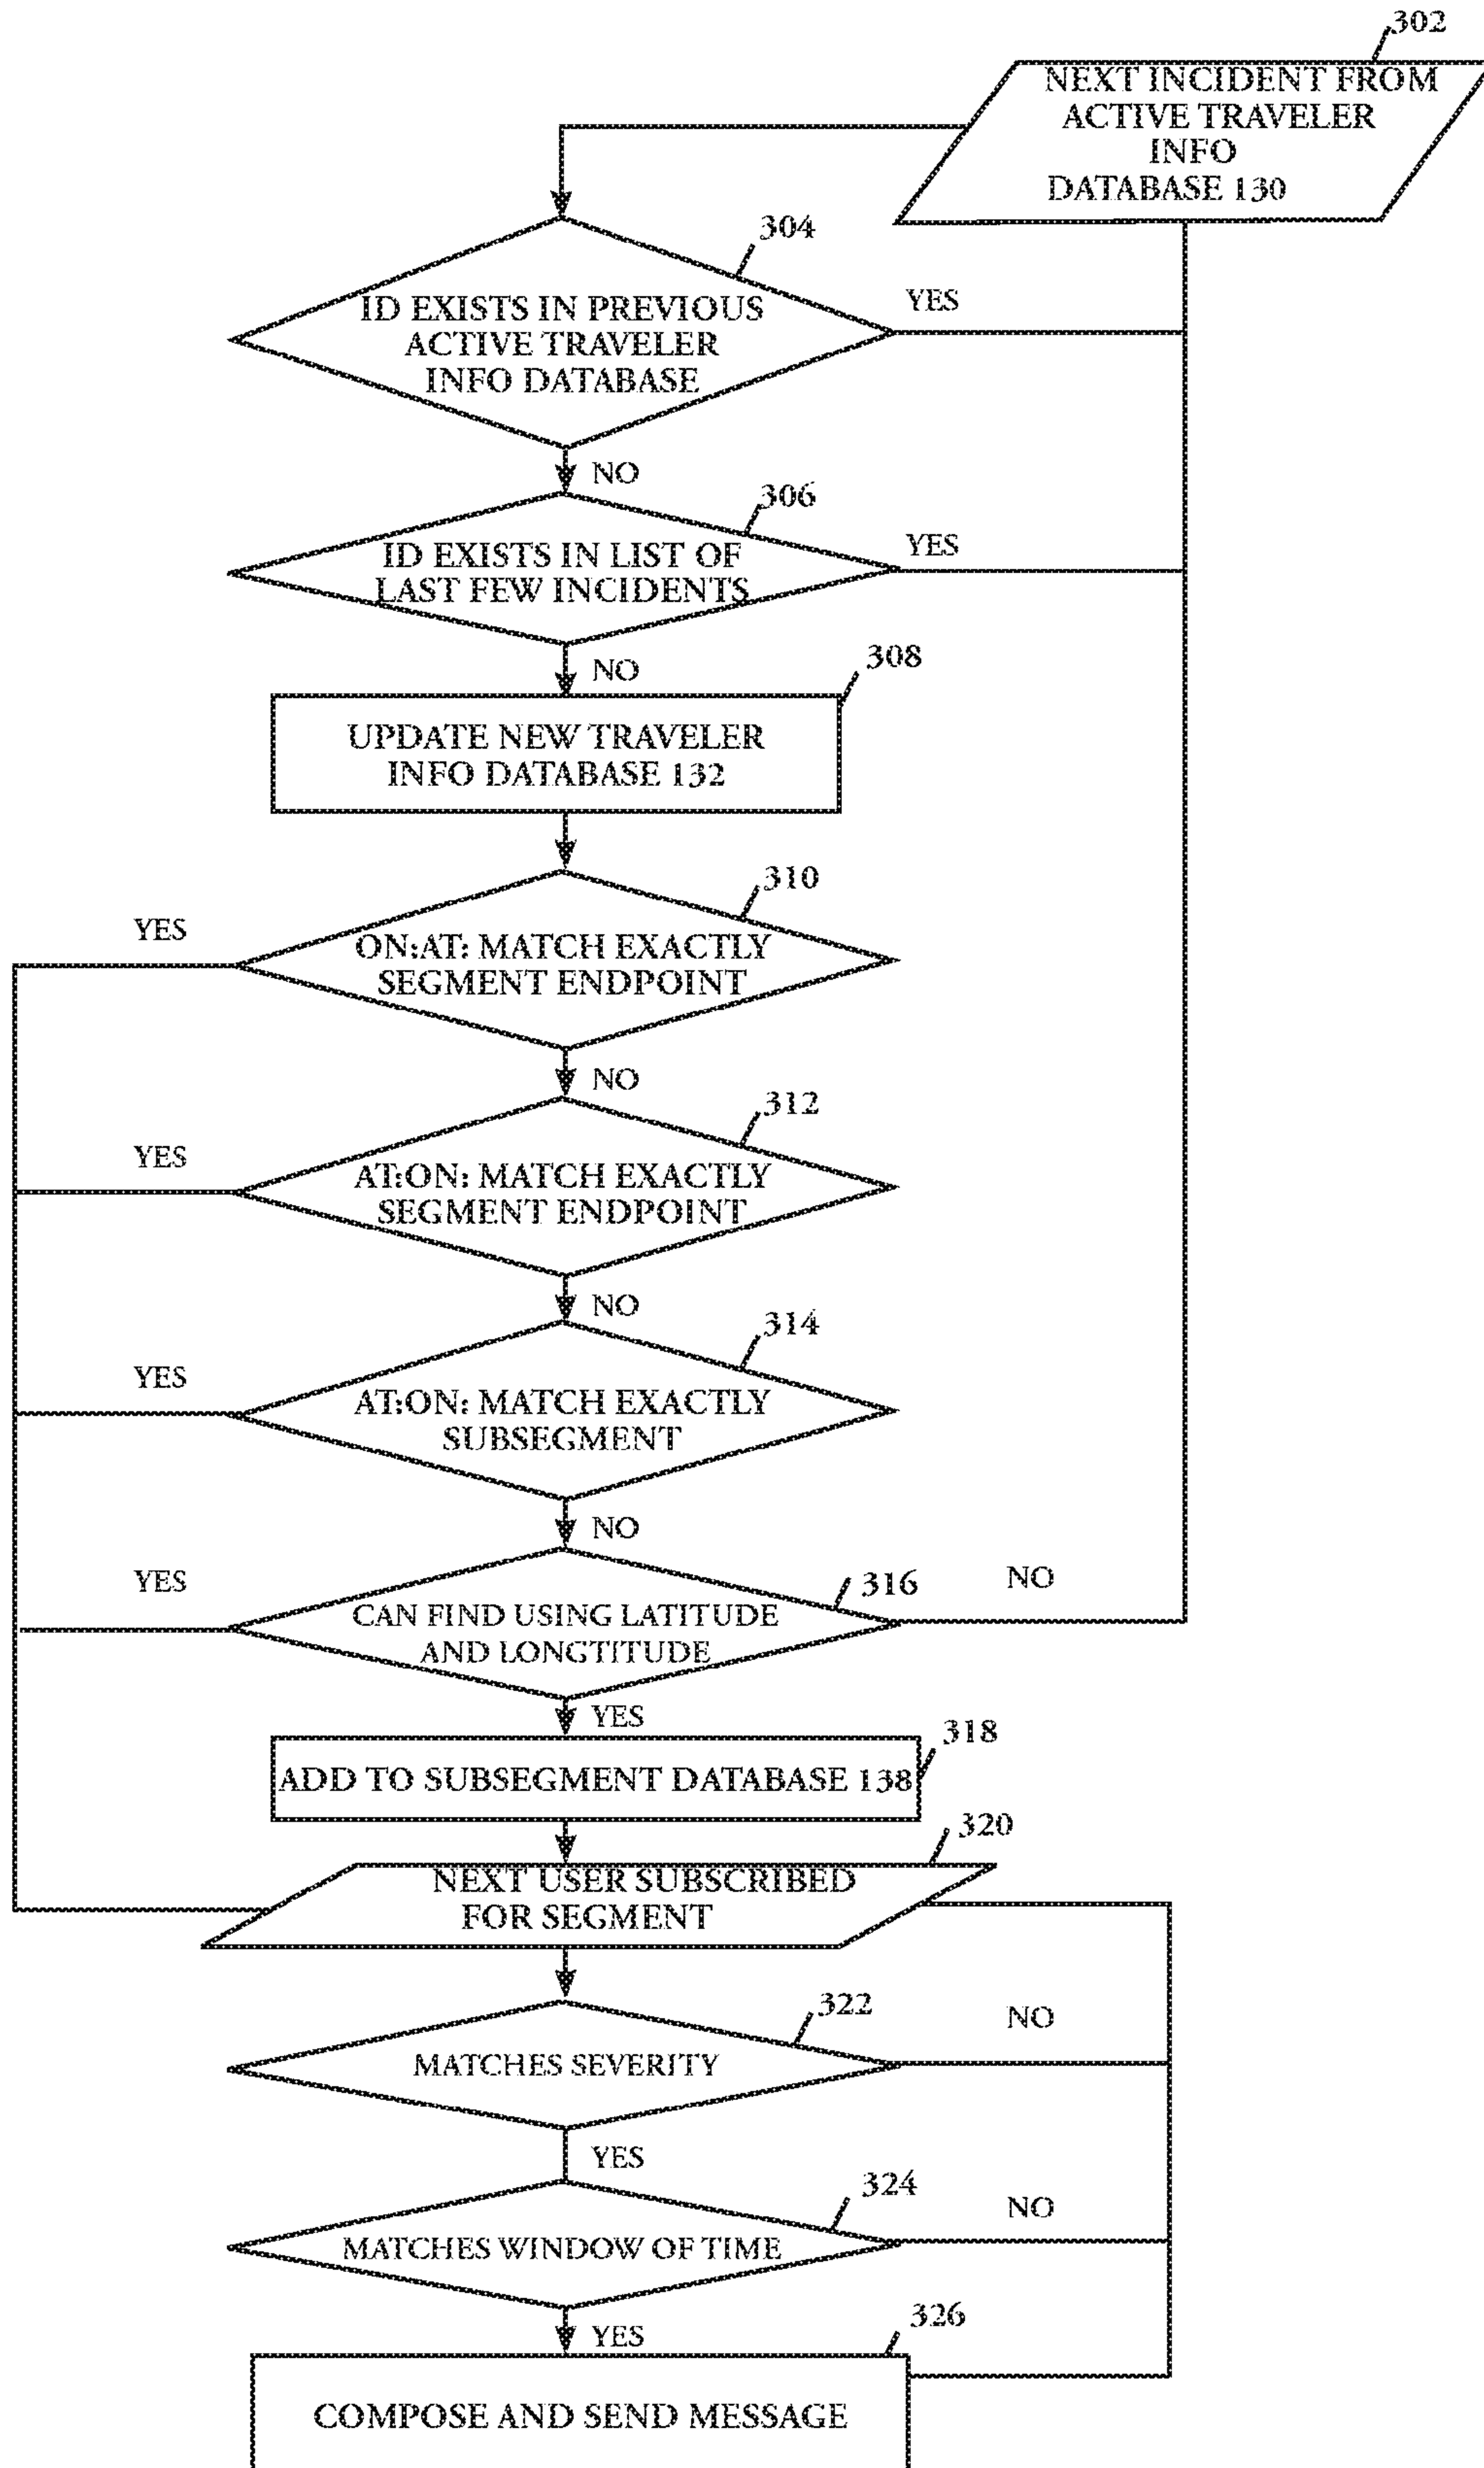 302
NEXT INCIDENT FROM
ACTIVE TRAVELER
INFO
DATABASE 130
304
ID EXISTS IN PREVIOUS
ACTIVE TRAVELER
INFO DATABASE
YES
NO
306
ID EXISTS IN LIST OF
LAST FEW INCIDENTS
YES
NO
308
UPDATE NEW TRAVELER
INFO DATABASE 132
310
YES
ON:AT: MATCH EXACTLY
SEGMENT ENDPOINT
NO
312
YES
AT:ON: MATCH EXACTLY
SEGMENT ENDPOINT
NO
314
YES
AT:ON: MATCH EXACTLY
SUBSEGMENT
NO
YES
316
NO
CAN FIND USING LATITUDE
AND LONGTITUDE
YES
318
ADD TO SUBSEGMENT DATABASE 138
320
NEXT USER SUBSCRIBED
FOR SEGMENT
322
NO
MATCHES SEVERITY
YES
324
NO
MATCHES WINDOW OF TIME
YES
326
COMPOSE AND SEND MESSAGE